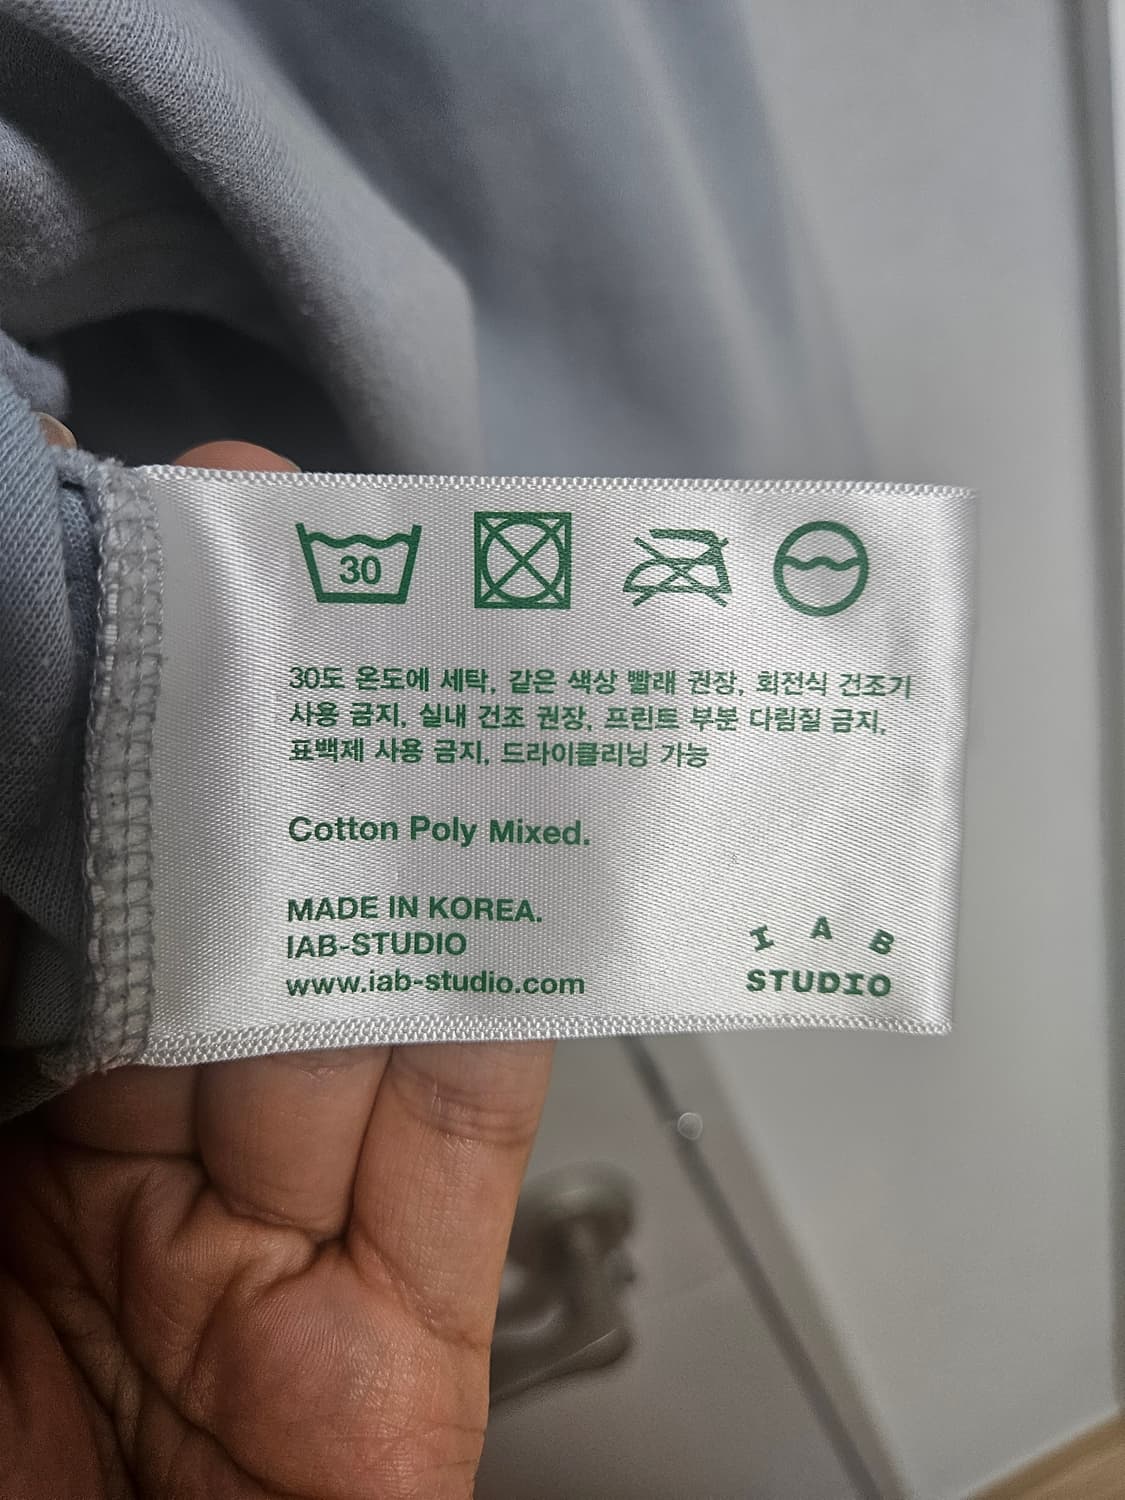 30
30도 온도에 세탁, 같은 색상 빨래 권장, 회전식 건조기
사용 금지, 실내 건조 권장, 프린트 부분 다림질 금지,
표백제 사용 금지, 드라이클리닝 가능
Cotton Poly Mixed.
MADE IN KOREA.
IAB-STUDIO
www.iab-studio.com
I A B
STUDIO